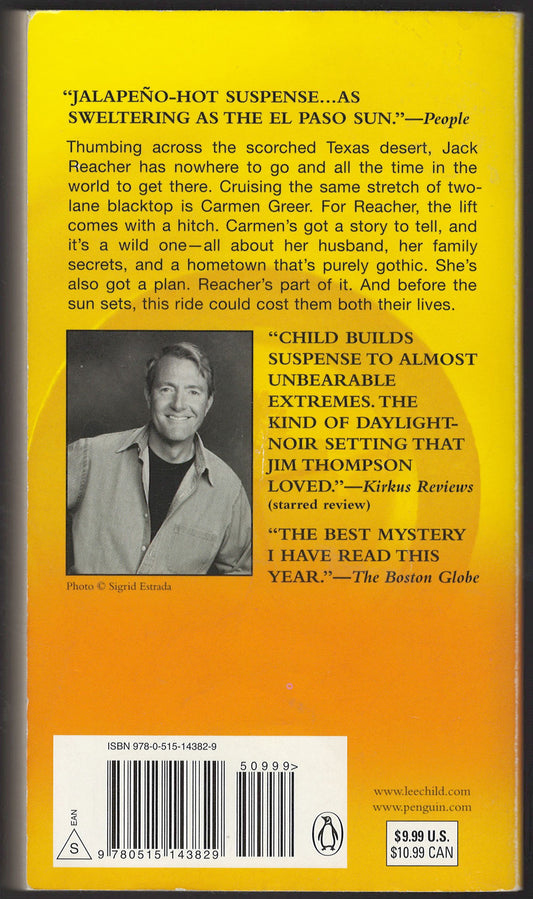 “JALAPEÑO-HOT SUSPENSE...AS
SWELTERING AS THE EL PASO SUN.”—People
Thumbing across the scorched Texas desert, Jack
Reacher has nowhere to go and all the time in the
world to get there. Cruising the same stretch of two-
lane blacktop is Carmen Greer. For Reacher, the lift
comes with a hitch. Carmen’s got a story to tell, and
it’s a wild one—all about her husband, her family
secrets, and a hometown that’s purely gothic. She’s
also got a plan. Reacher’s part of it. And before the
sun sets, this ride could cost them both their lives.
“CHILD BUILDS
SUSPENSE TO ALMOST
UNBEARABLE
EXTREMES. THE
KIND OF DAYLIGHT-
NOIR SETTING THAT
JIM THOMPSON
LOVED.”—Kirkus Reviews
(starred review)
“THE BEST MYSTERY
I HAVE READ THIS
YEAR.”—The Boston Globe
Photo © Sigrid Estrada
ISBN 978-0-515-14382-9
50999>
EAN
S
9 780515 143829
www.leechild.com
www.penguin.com
$9.99 U.S.
$10.99 CAN